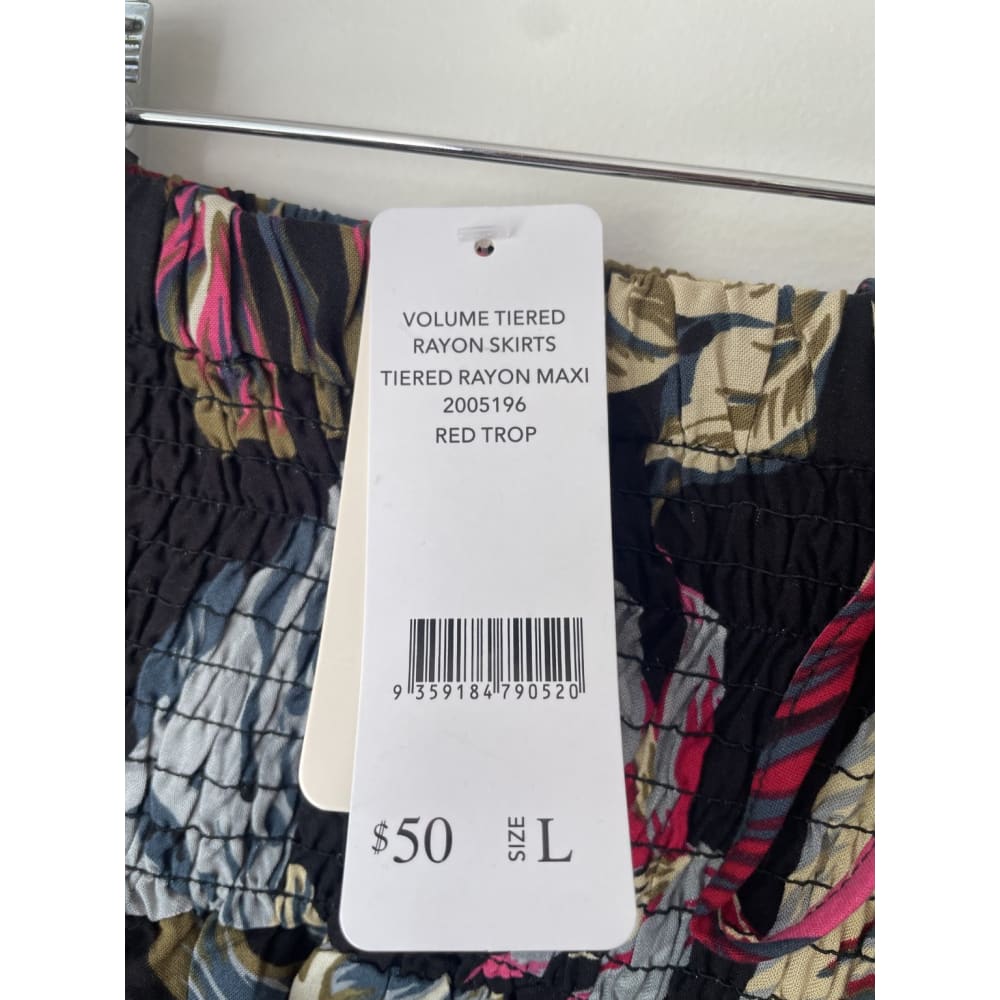 VOLUME TIERED
RAYON SKIRTS
TIERED RAYON MAXI
2005196
RED TROP
9 359184 790520
$50
SIZE L